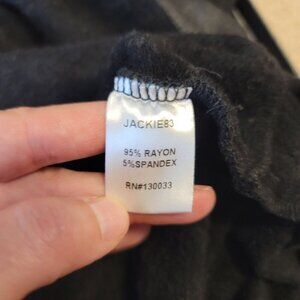 JACKIE83
95% RAYON
5%SPANDEX
RN#130033